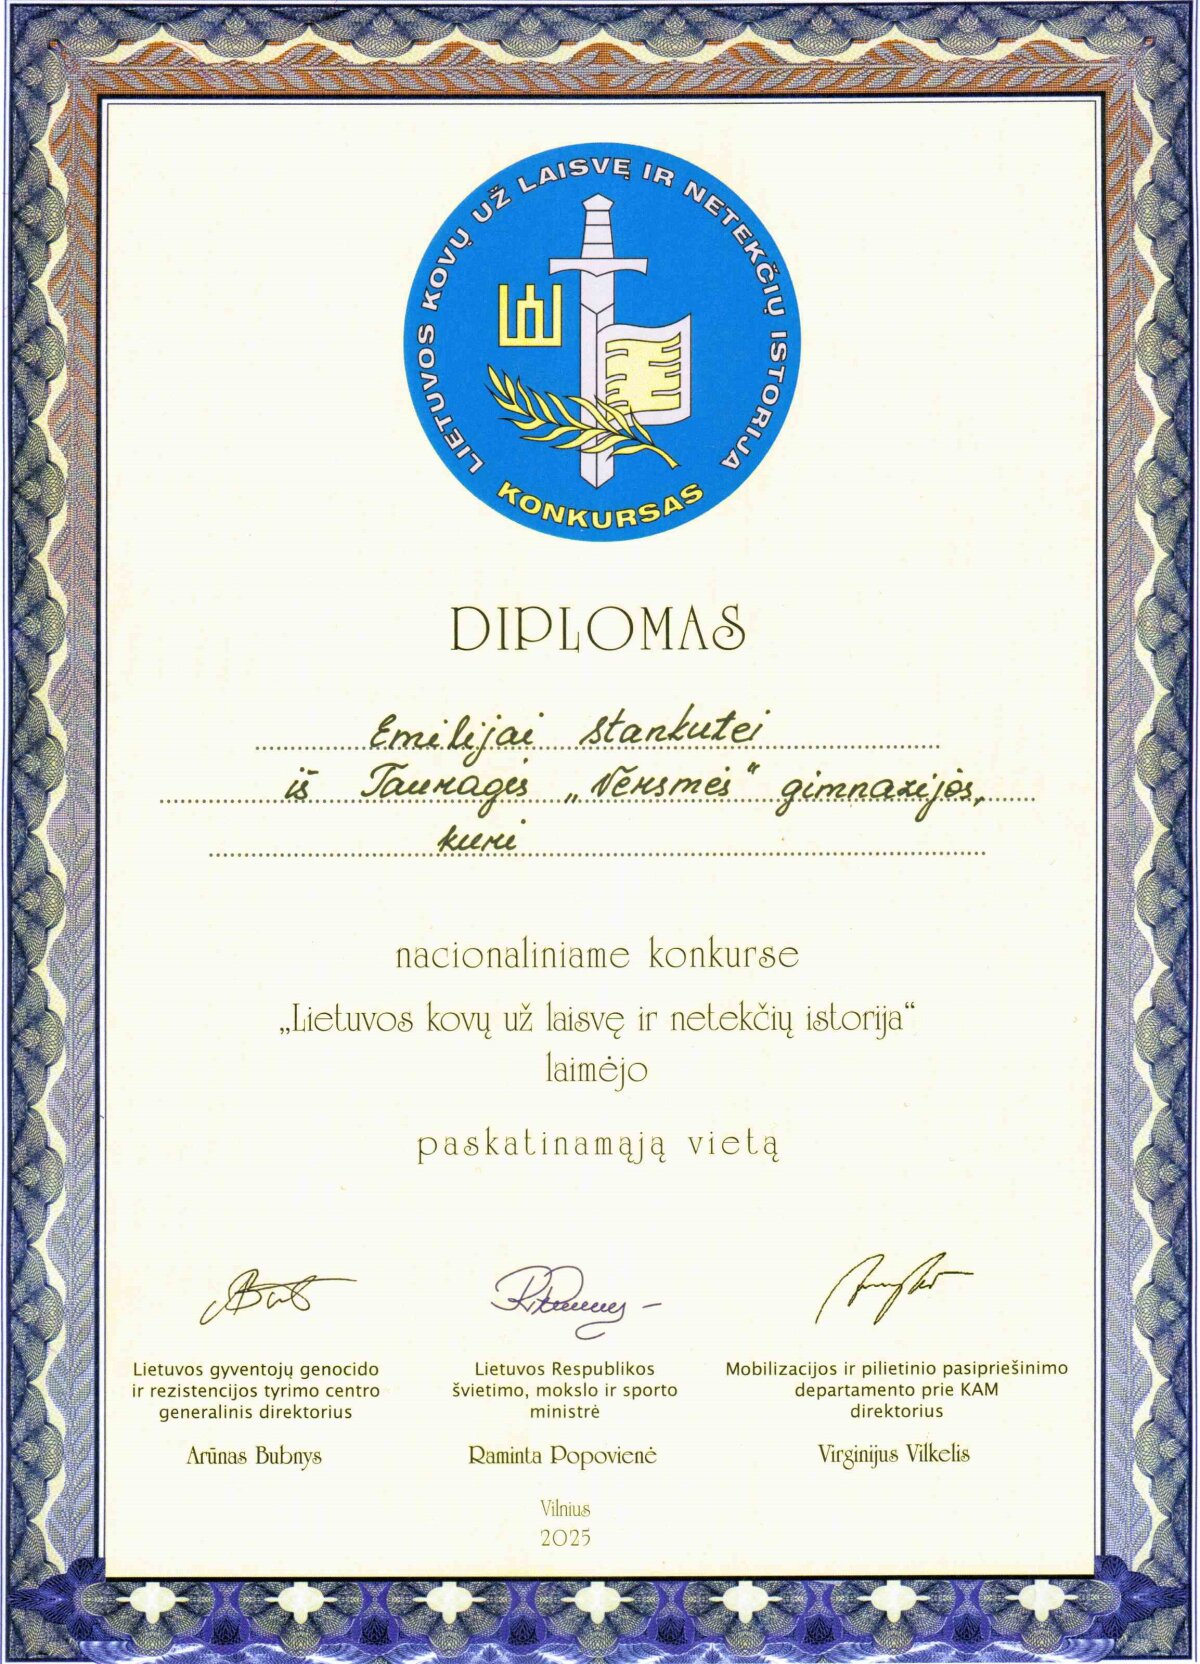 LIETUVOS KOVŲ UŽ LAISVĘ IR NETEKČIŲ ISTORIJA
KONKURSAS
DIPLOMAS
Emilijai Stankutei
iš Tauragės „Versmės“ gimnazijos,
kuri
nacionaliniame konkurse
„Lietuvos kovų už laisvę ir netekčių istorija“
laimėjo
paskatinamąją vietą
Lietuvos gyventojų genocido
ir rezistencijos tyrimo centro
generalinis direktorius
Arūnas Bubnys
Lietuvos Respublikos
švietimo, mokslo ir sporto
ministrė
Raminta Popovienė
Mobilizacijos ir pilietinio pasipriešinimo
departamento prie KAM
direktorius
Virginijus Vilkelis
Vilnius
2025